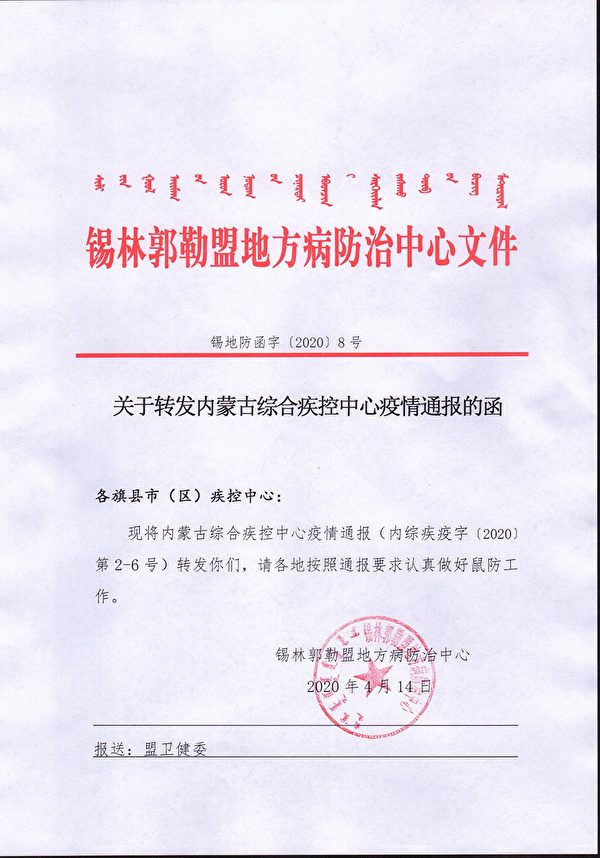 锡林郭勒盟地方病防治中心文件
锡地防函字〔2020〕8号
关于转发内蒙古综合疾控中心疫情通报的函
各旗县市（区）疾控中心：
现将内蒙古综合疾控中心疫情通报（内综疾疫字〔2020〕
第2-6号）转发你们，请各地按照通报要求认真做好鼠防工
作。
锡林郭勒盟地方病防治中心
2020年4月14日
报送：盟卫健委